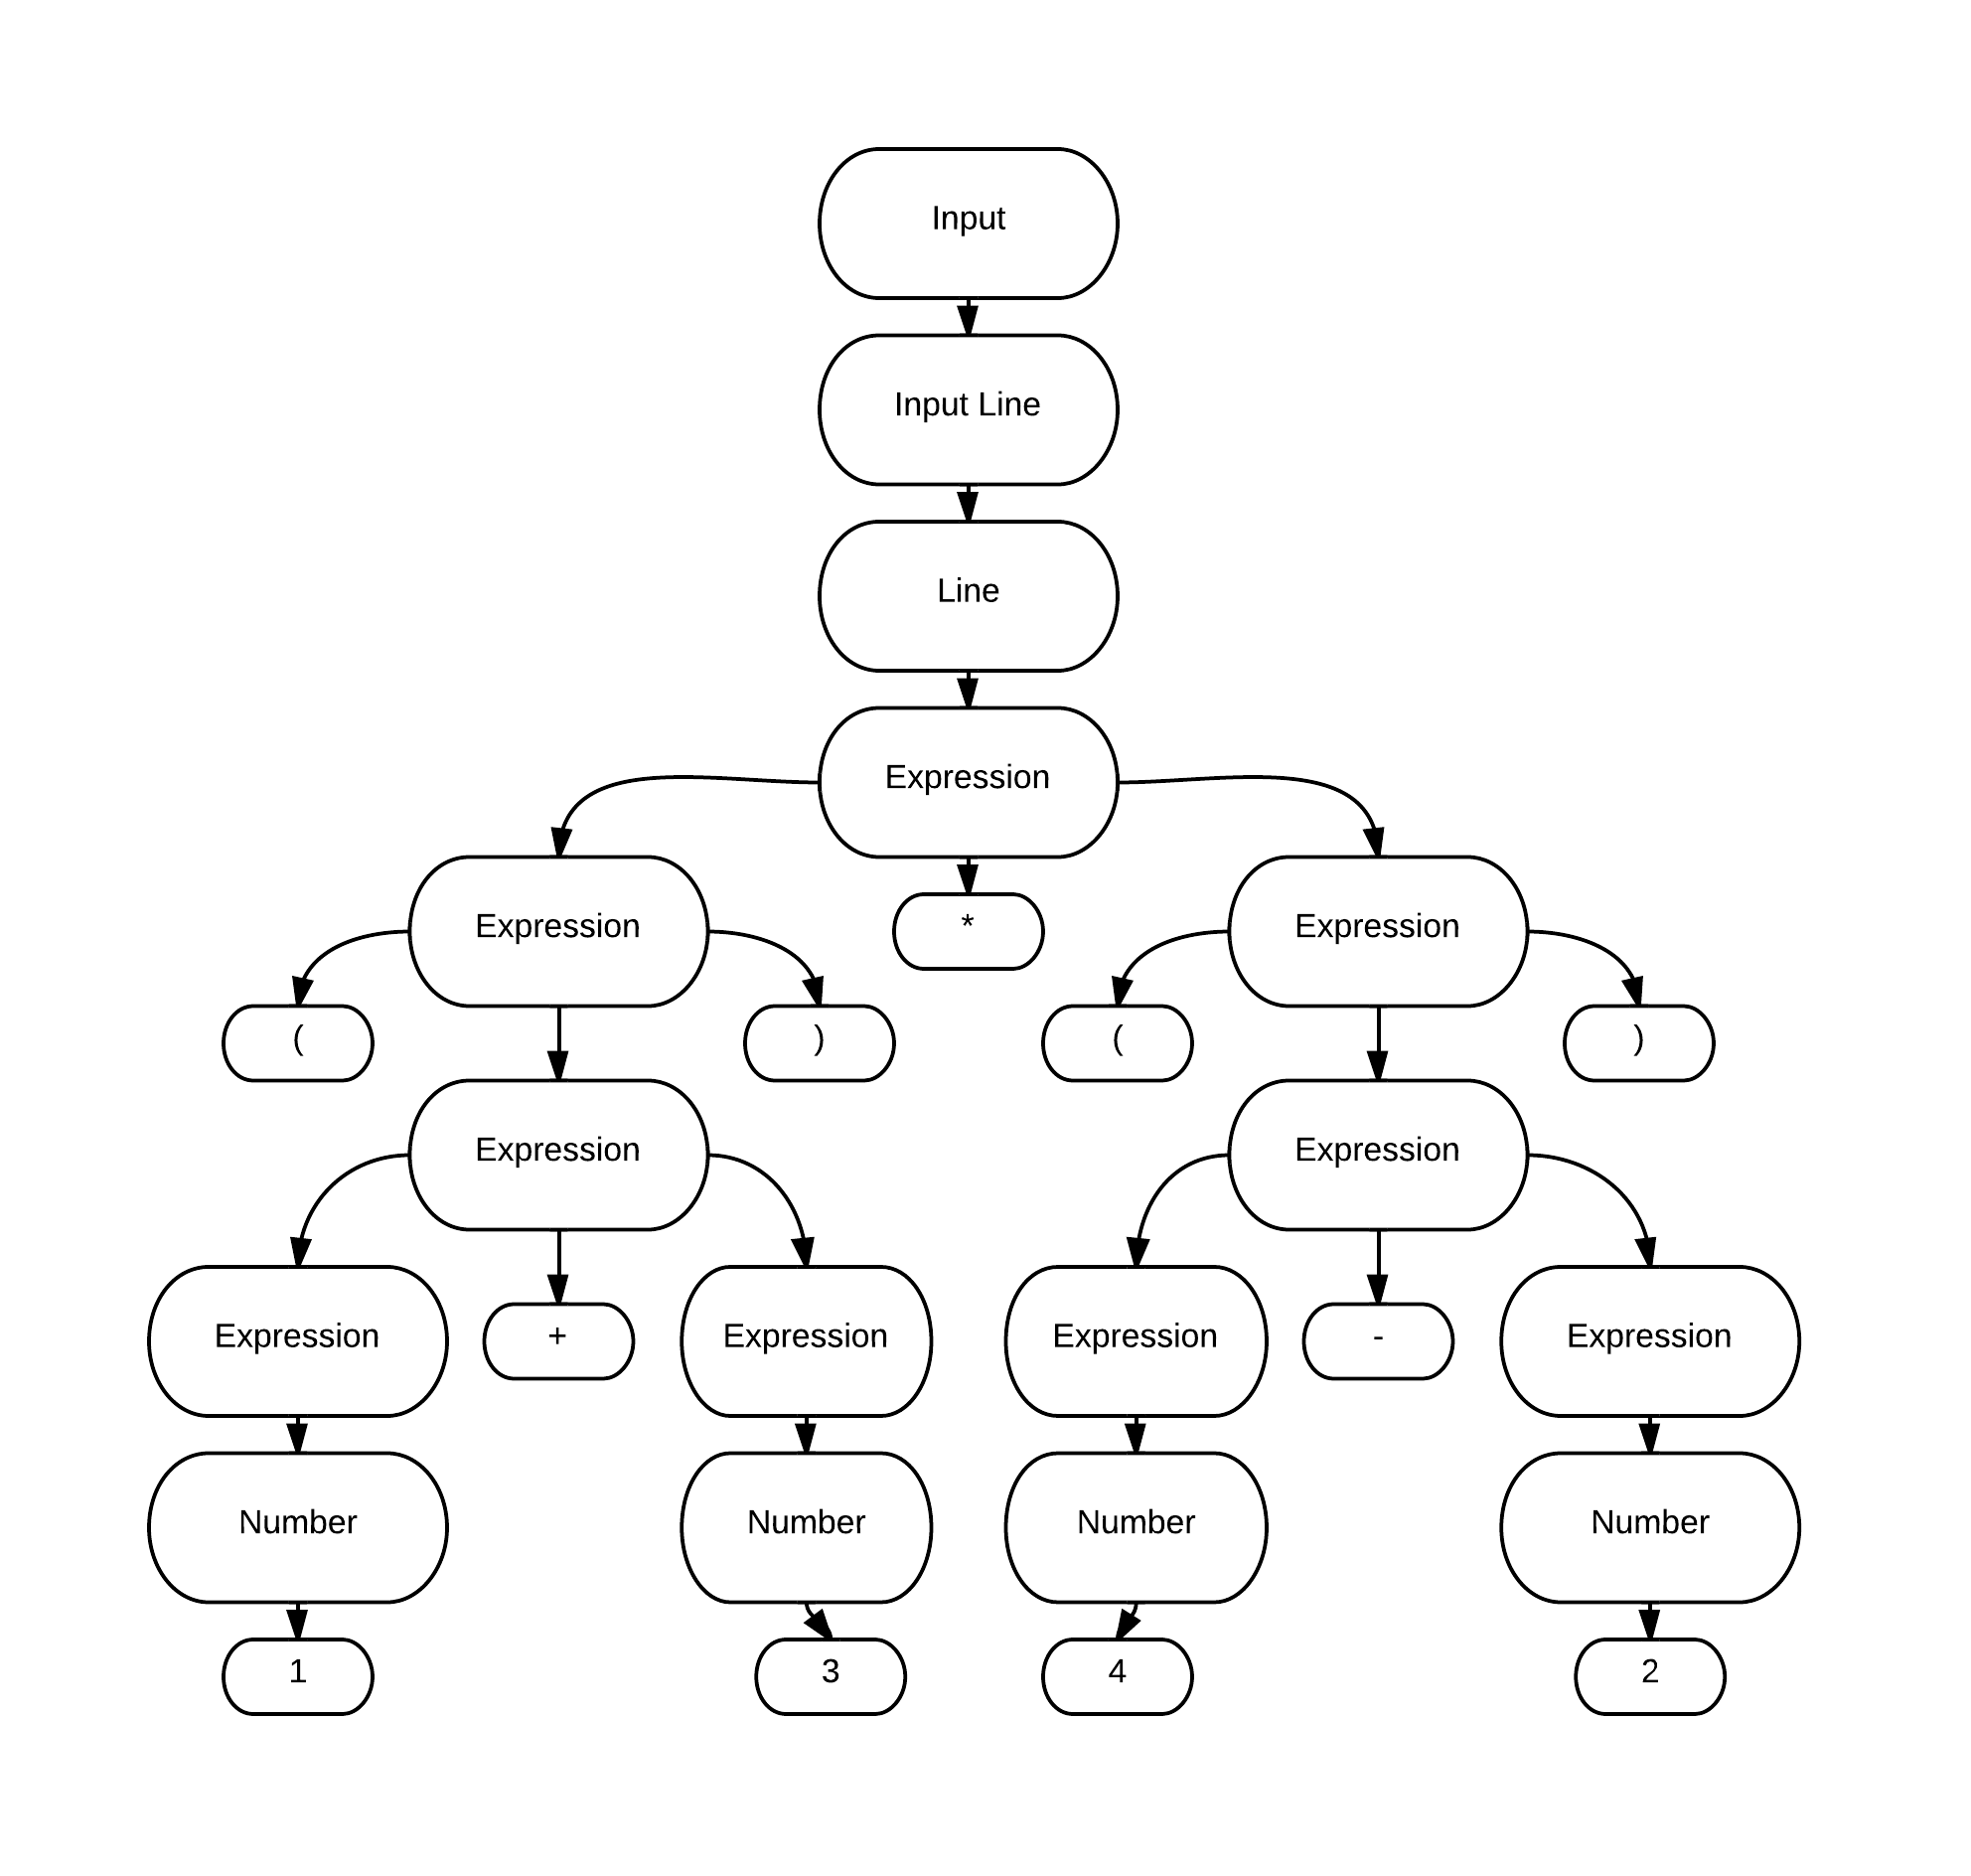 Input
Input Line
Line
Expression
Expression * Expression
( ) ( )
Expression Expression
Expression + Expression Expression - Expression
Number Number Number Number
1 3 4 2